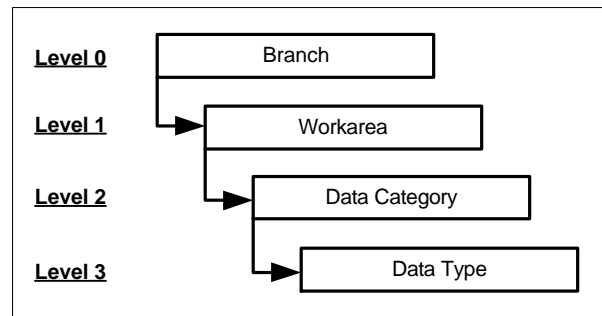 Level 0 Branch
Level 1 Workarea
Level 2 Data Category
Level 3 Data Type